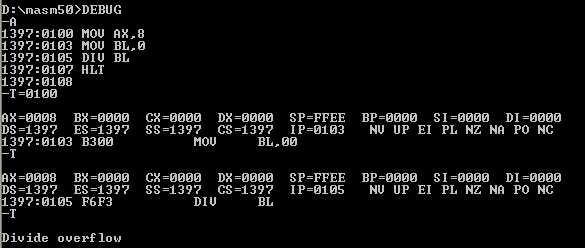 D:\masm50>DEBUG
-A
1397:0100 MOV AX,8
1397:0103 MOV BL,0
1397:0105 DIV BL
1397:0107 HLT
1397:0108
-T=0100
AX=0008 BX=0000 CX=0000 DX=0000 SP=FFEE BP=0000 SI=0000 DI=0000
DS=1397 ES=1397 SS=1397 CS=1397 IP=0103 NV UP EI PL NZ NA PO NC
1397:0103 B300 MOV BL,00
-T
AX=0008 BX=0000 CX=0000 DX=0000 SP=FFEE BP=0000 SI=0000 DI=0000
DS=1397 ES=1397 SS=1397 CS=1397 IP=0105 NV UP EI PL NZ NA PO NC
1397:0105 F6F3 DIV BL
-T
Divide overflow